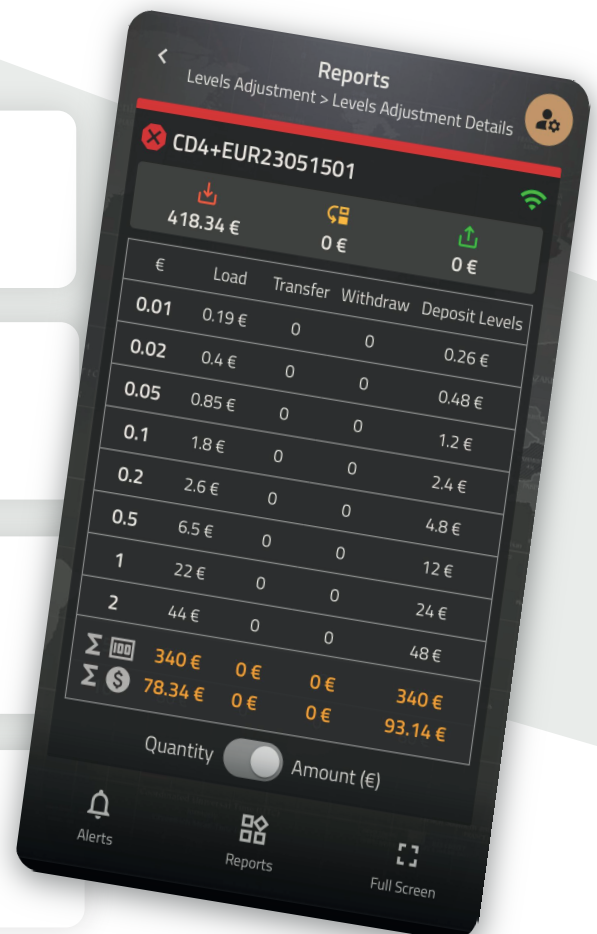 Reports
Levels Adjustment > Levels Adjustment Details
CD4+EUR23051501
418.34 € 0 € 0 €
€ Load Transfer Withdraw Deposit Levels
0.01 0.19 € 0 0 0.26 €
0.02 0.4 € 0 0 0.48 €
0.05 0.85 € 0 0 1.2 €
0.1 1.8 € 0 0 2.4 €
0.2 2.6 € 0 0 4.8 €
0.5 6.5 € 0 0 12 €
1 22 € 0 0 24 €
2 44 € 0 0 48 €
Σ 100 340 € 0 € 0 € 340 €
Σ $ 78.34 € 0 € 0 € 93.14 €
Quantity Amount (€)
Alerts Reports Full Screen